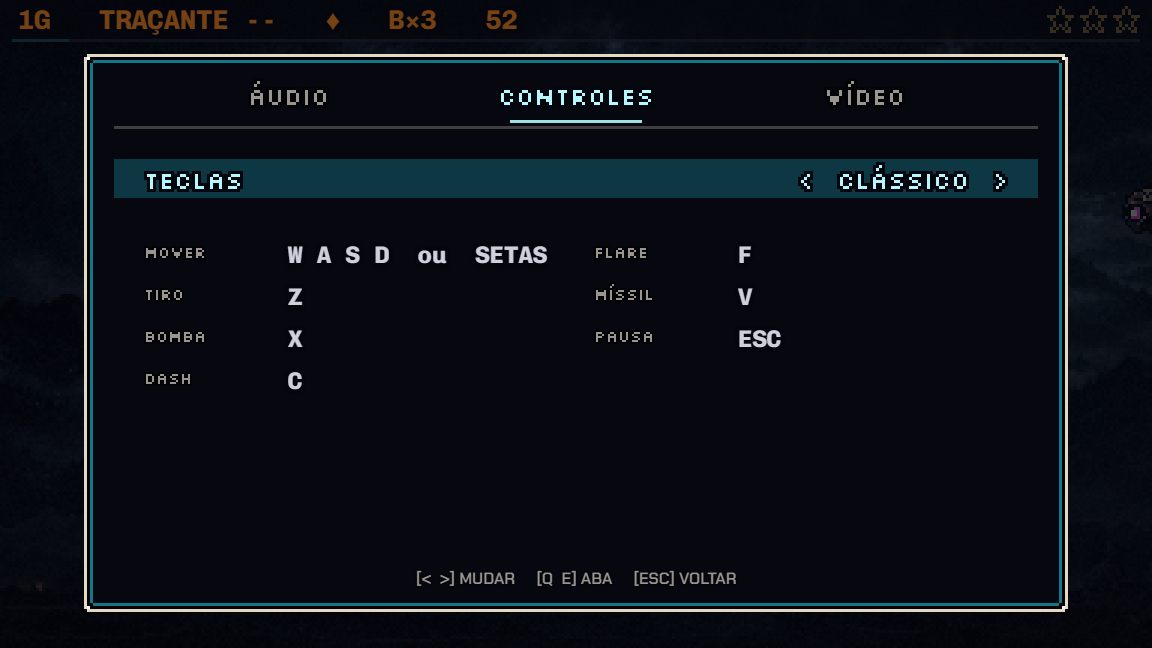 1G TRAÇANTE -- ♦ B×3 52
ÁUDIO CONTROLES VÍDEO
TECLAS < CLÁSSICO >
MOVER W A S D ou SETAS FLARE F
TIRO Z MÍSSIL V
BOMBA X PAUSA ESC
DASH C
[< >] MUDAR [Q E] ABA [ESC] VOLTAR